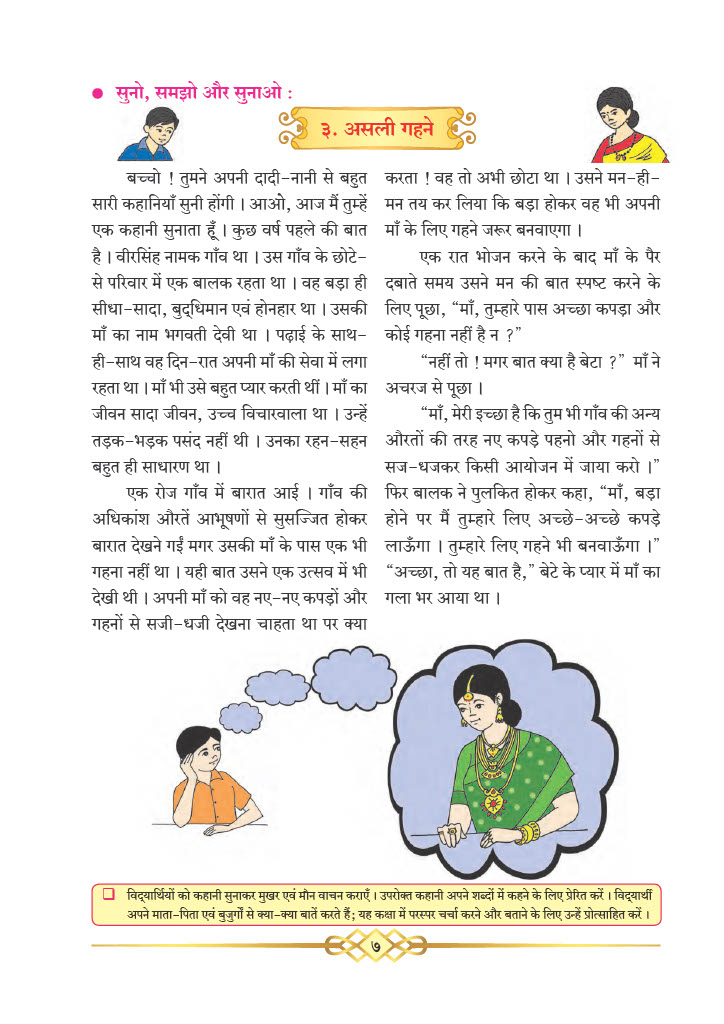 ● सुनो, समझो और सुनाओ :
३. असली गहने
बच्चो ! तुमने अपनी दादी-नानी से बहुत
सारी कहानियाँ सुनी होंगी । आओ, आज मैं तुम्हें
एक कहानी सुनाता हूँ । कुछ वर्ष पहले की बात
है । वीरसिंह नामक गाँव था । उस गाँव के छोटे-
से परिवार में एक बालक रहता था । वह बड़ा ही
सीधा-सादा, बुद्धिमान एवं होनहार था । उसकी
माँ का नाम भगवती देवी था । पढ़ाई के साथ-
ही-साथ वह दिन-रात अपनी माँ की सेवा में लगा
रहता था । माँ भी उसे बहुत प्यार करती थीं । माँ का
जीवन सादा जीवन, उच्च विचारवाला था । उन्हें
तड़क-भड़क पसंद नहीं थी । उनका रहन-सहन
बहुत ही साधारण था ।
एक रोज गाँव में बारात आई । गाँव की
अधिकांश औरतें आभूषणों से सुसज्जित होकर
बारात देखने गईं मगर उसकी माँ के पास एक भी
गहना नहीं था । यही बात उसने एक उत्सव में भी
देखी थी । अपनी माँ को वह नए-नए कपड़ों और
गहनों से सजी-धजी देखना चाहता था पर क्या
करता ! वह तो अभी छोटा था । उसने मन-ही-
मन तय कर लिया कि बड़ा होकर वह भी अपनी
माँ के लिए गहने जरूर बनवाएगा ।
एक रात भोजन करने के बाद माँ के पैर
दबाते समय उसने मन की बात स्पष्ट करने के
लिए पूछा, “माँ, तुम्हारे पास अच्छा कपड़ा और
कोई गहना नहीं है न ?”
“नहीं तो ! मगर बात क्या है बेटा ?” माँ ने
अचरज से पूछा ।
“माँ, मेरी इच्छा है कि तुम भी गाँव की अन्य
औरतों की तरह नए कपड़े पहनो और गहनों से
सज-धजकर किसी आयोजन में जाया करो ।”
फिर बालक ने पुलकित होकर कहा, “माँ, बड़ा
होने पर मैं तुम्हारे लिए अच्छे-अच्छे कपड़े
लाऊँगा । तुम्हारे लिए गहने भी बनवाऊँगा ।”
“अच्छा, तो यह बात है,” बेटे के प्यार में माँ का
गला भर आया था ।
❑ विद्यार्थियों को कहानी सुनाकर मुखर एवं मौन वाचन कराएँ । उपरोक्त कहानी अपने शब्दों में कहने के लिए प्रेरित करें । विद्यार्थी
अपने माता-पिता एवं बुजुर्गों से क्या-क्या बातें करते हैं; यह कक्षा में परस्पर चर्चा करने और बताने के लिए उन्हें प्रोत्साहित करें ।
७